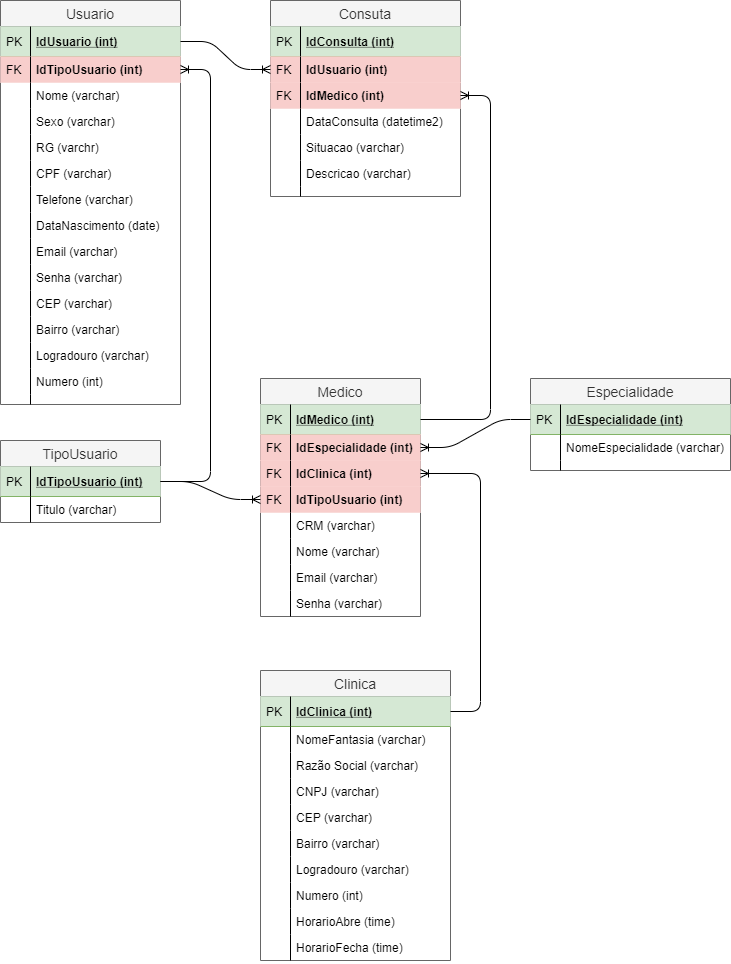 Usuario
PK IdUsuario (int)
FK IdTipoUsuario (int)
Nome (varchar)
Sexo (varchar)
RG (varchr)
CPF (varchar)
Telefone (varchar)
DataNascimento (date)
Email (varchar)
Senha (varchar)
CEP (varchar)
Bairro (varchar)
Logradouro (varchar)
Numero (int)
Consuta
PK IdConsulta (int)
FK IdUsuario (int)
FK IdMedico (int)
DataConsulta (datetime2)
Situacao (varchar)
Descricao (varchar)
TipoUsuario
PK IdTipoUsuario (int)
Titulo (varchar)
Medico
PK IdMedico (int)
FK IdEspecialidade (int)
FK IdClinica (int)
FK IdTipoUsuario (int)
CRM (varchar)
Nome (varchar)
Email (varchar)
Senha (varchar)
Especialidade
PK IdEspecialidade (int)
NomeEspecialidade (varchar)
Clinica
PK IdClinica (int)
NomeFantasia (varchar)
Razão Social (varchar)
CNPJ (varchar)
CEP (varchar)
Bairro (varchar)
Logradouro (varchar)
Numero (int)
HorarioAbre (time)
HorarioFecha (time)